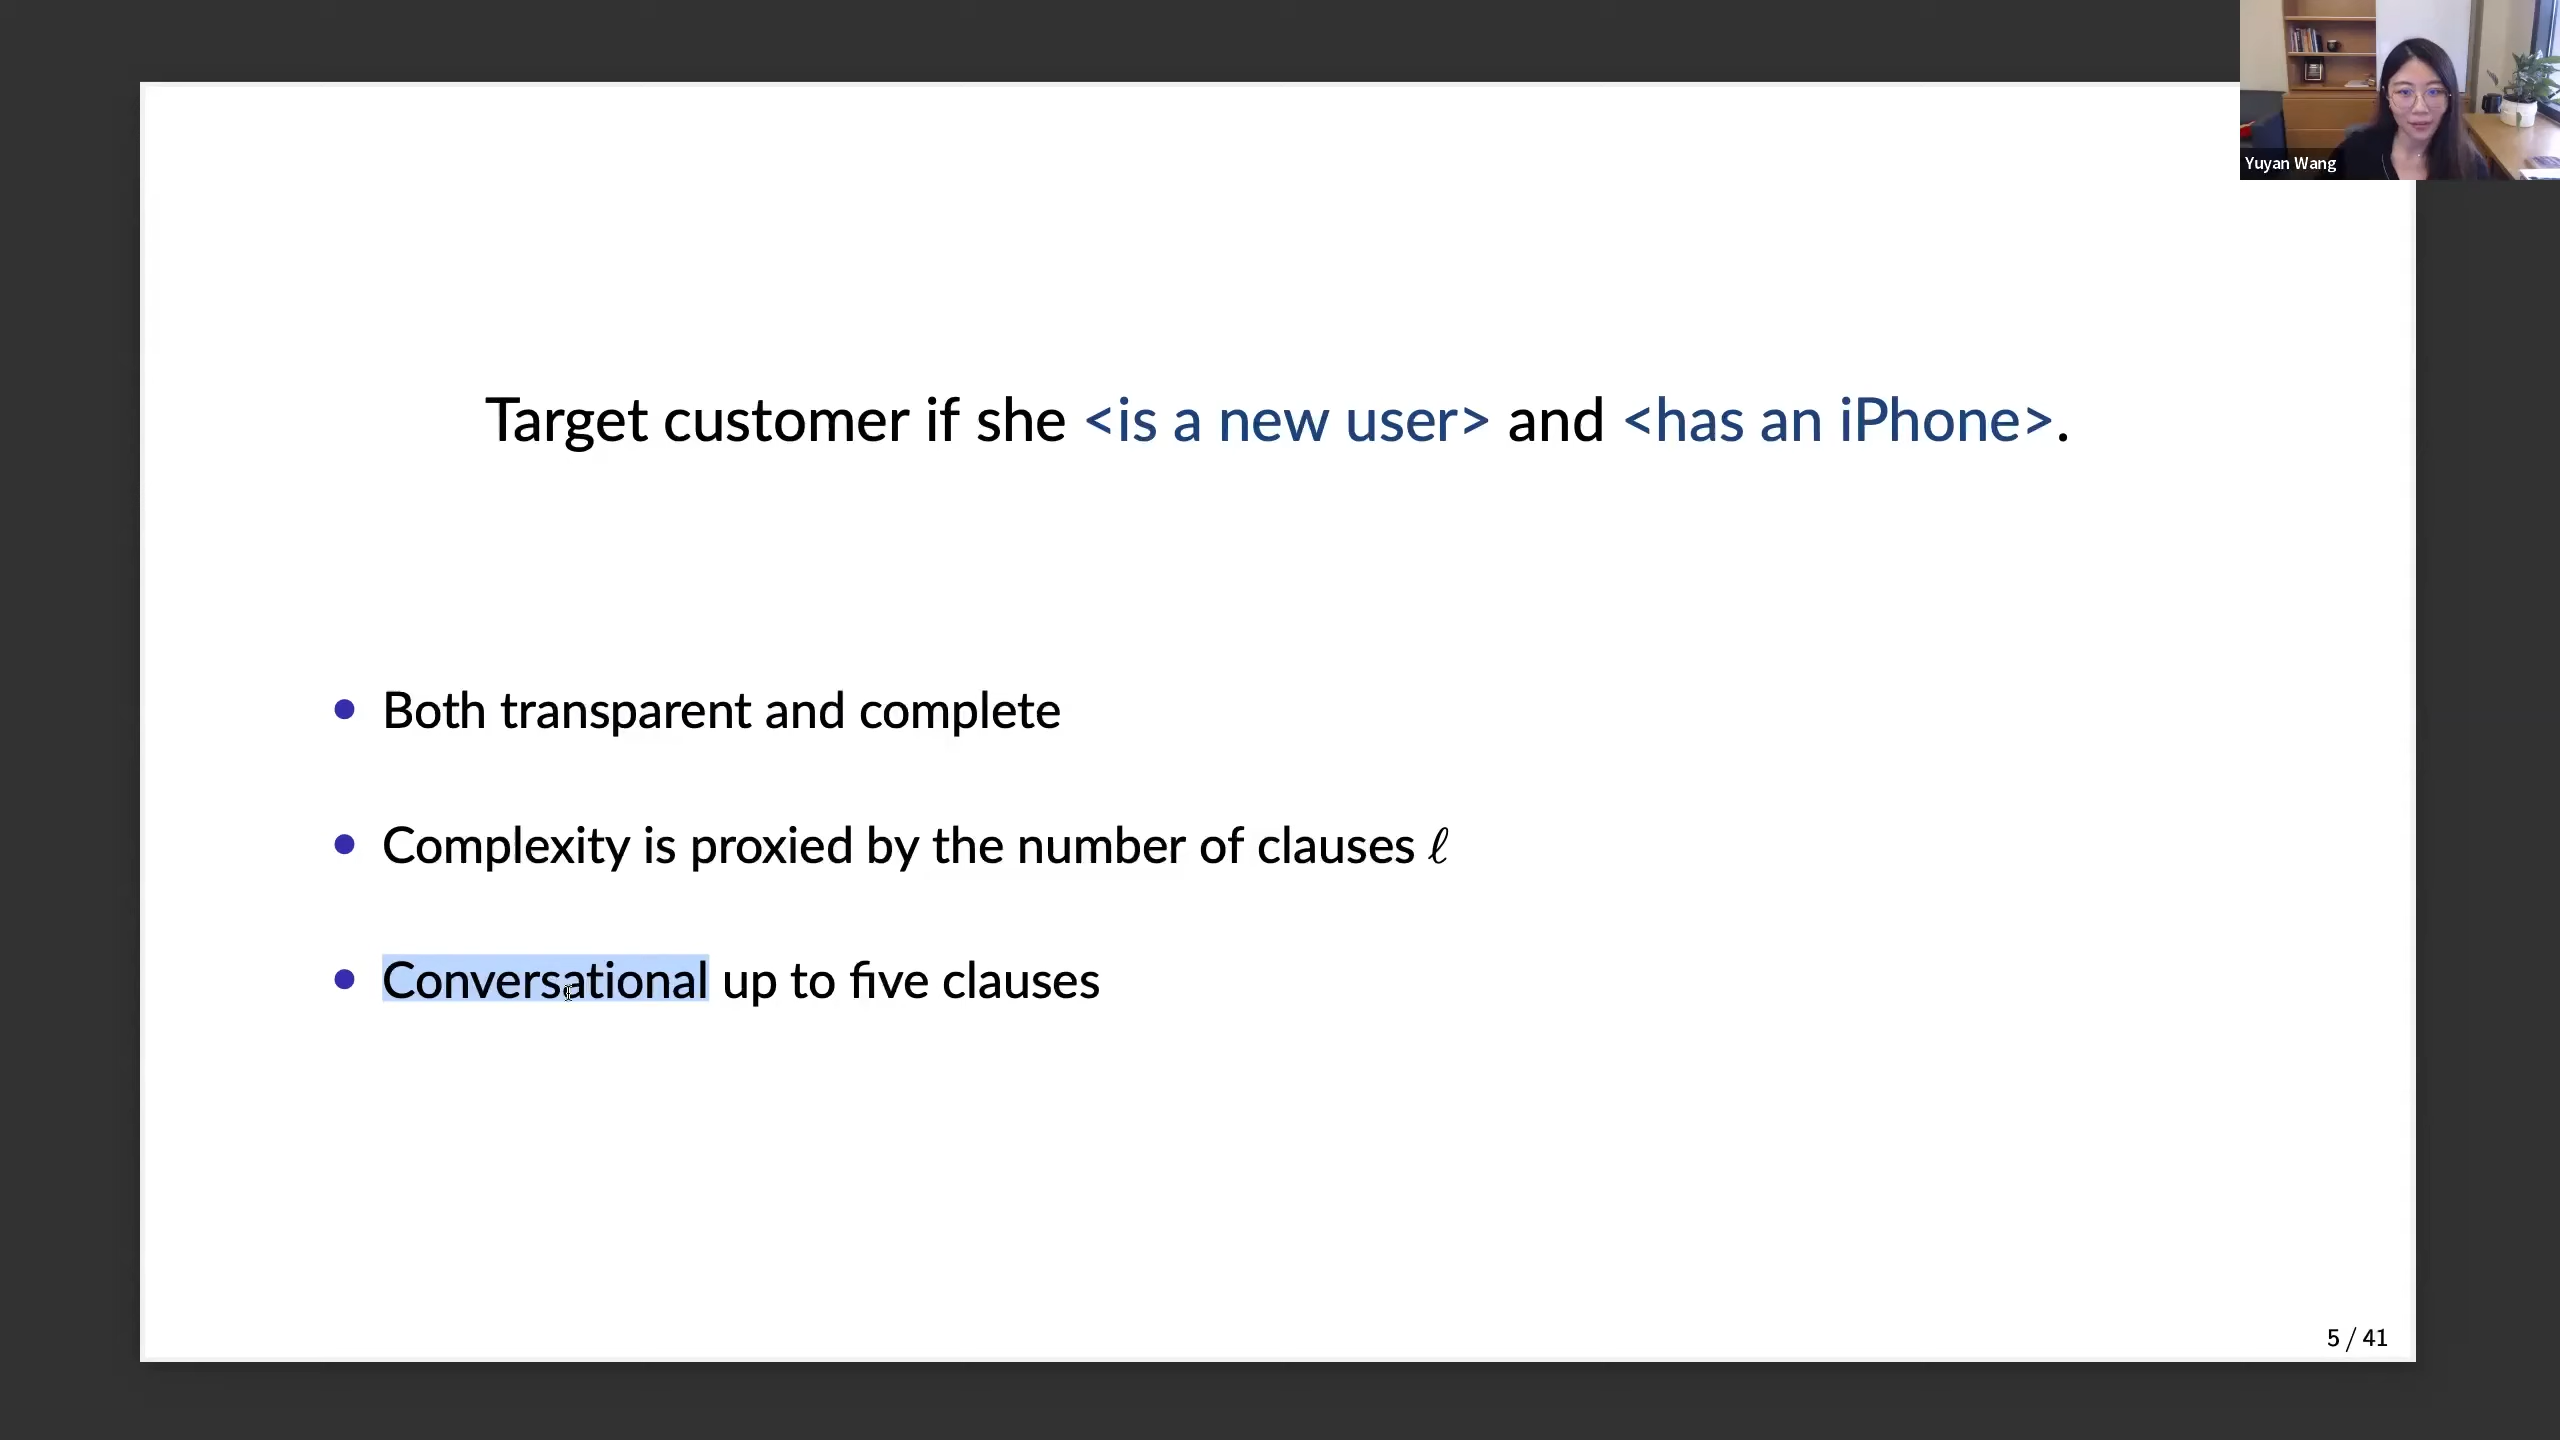 Yuyan Wang
Target customer if she <is a new user> and <has an iPhone>.
• Both transparent and complete
• Complexity is proxied by the number of clauses ℓ
• Conversational up to five clauses
5 / 41